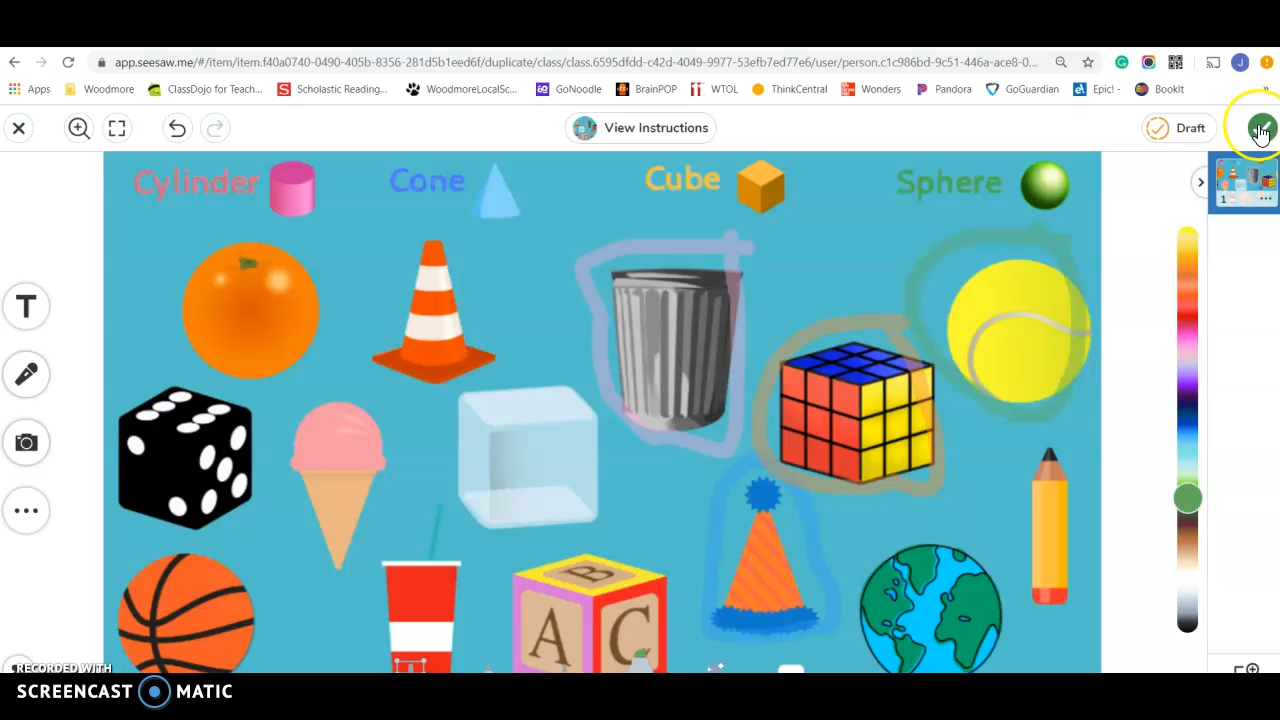 app.seesaw.me/#/item/item.f40a0740-0490-405b-8356-281d5b1eed6f/duplicate/class/class.6595dfdd-c42d-4049-9977-53efb7ed77e6/user/person.c1c986bd-9c51-446a-ace8-0...
J
Apps Woodmore ClassDojo for Teach... Scholastic Reading... WoodmoreLocalSc... GoNoodle BrainPOP WTOL ThinkCentral Wonders Pandora GoGuardian Epic! - BookIt »
View Instructions
Draft
Cylinder Cone Cube Sphere
1
T
B
A C
RECORDED WITH
SCREENCAST MATIC